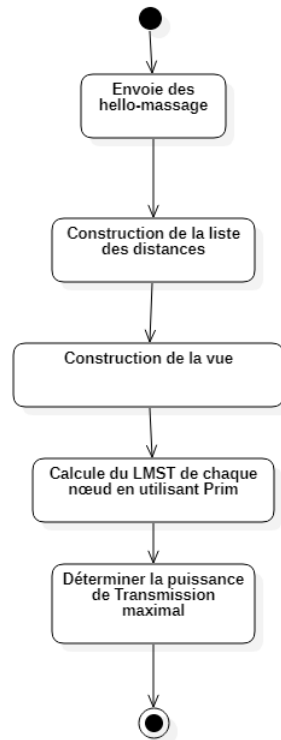 Envoie des
hello-massage
Construction de la liste
des distances
Construction de la vue
Calcule du LMST de chaque
nœud en utilisant Prim
Déterminer la puissance
de Transmission
maximal